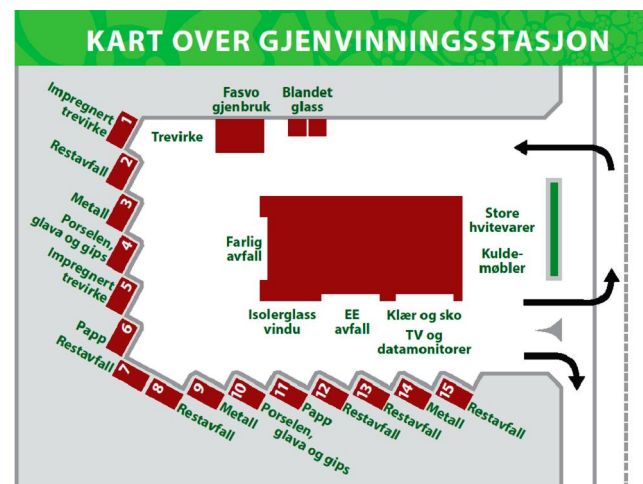 KART OVER GJENVINNINGSSTASJON
Fasvo
gjenbruk
Blandet
glass
Trevirke
1
Impregnert
trevirke
2
Restavfall
3
Metall
4
Porselen,
glava og gips
5
Impregnert
trevirke
6
Papp
7
Restavfall
8
Restavfall
9
Metall
10
Porselen,
glava og gips
11
Papp
12
Restavfall
13
Restavfall
14
Metall
15
Restavfall
Farlig
avfall
Isolerglass
vindu
EE
avfall
Klær og sko
TV og
datamonitorer
Store
hvitevarer
Kulde-
møbler